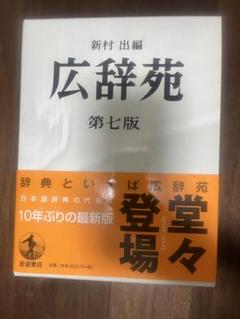 新村 出編
広辞苑
第七版
辞典といえば広辞苑
日本語辞典の代
10年ぶりの最新版
堂々
登場
岩波書店